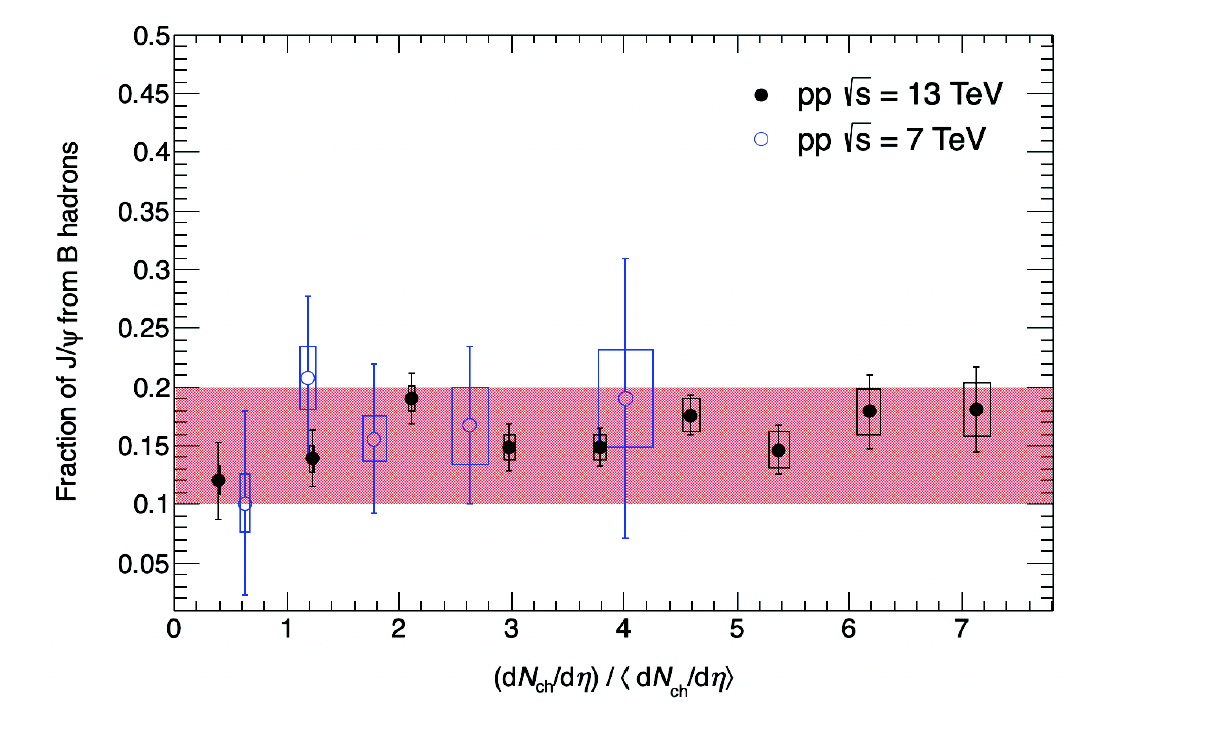 0.5
0.45
0.4
0.35
0.3
0.25
0.2
0.15
0.1
0.05
Fraction of J/ψ from B hadrons
pp √s = 13 TeV
pp √s = 7 TeV
0 1 2 3 4 5 6 7
(dNch/dη) / ⟨ dNch/dη⟩